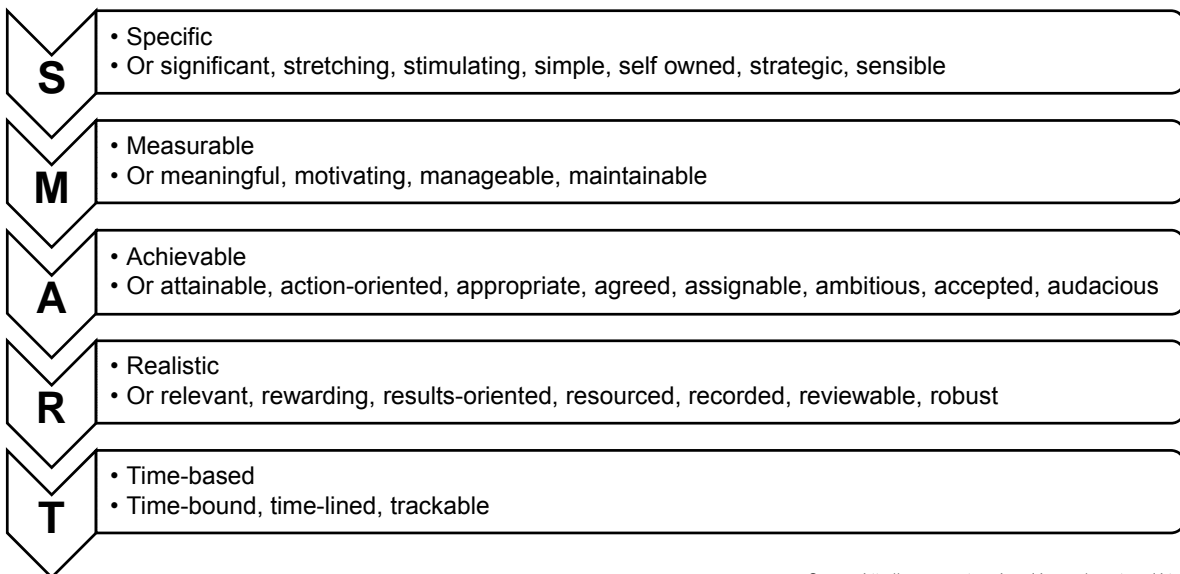 S
• Specific
• Or significant, stretching, stimulating, simple, self owned, strategic, sensible
M
• Measurable
• Or meaningful, motivating, manageable, maintainable
A
• Achievable
• Or attainable, action-oriented, appropriate, agreed, assignable, ambitious, accepted, audacious
R
• Realistic
• Or relevant, rewarding, results-oriented, resourced, recorded, reviewable, robust
T
• Time-based
• Time-bound, time-lined, trackable